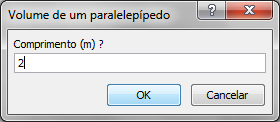 Volume de um paralelepípedo
Comprimento (m) ?
2
OK
Cancelar